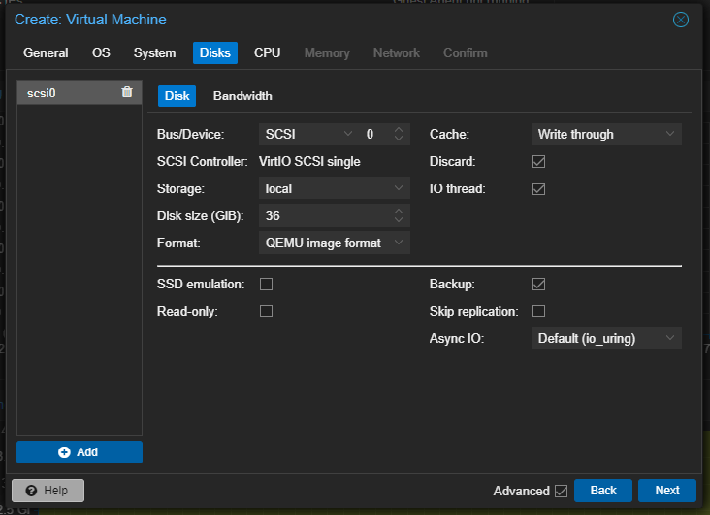 Create: Virtual Machine
General OS System Disks CPU Memory Network Confirm
scsi0
Disk Bandwidth
Bus/Device: SCSI 0 Cache: Write through
SCSI Controller: VirtIO SCSI single Discard:
Storage: local IO thread:
Disk size (GiB): 36
Format: QEMU image format
SSD emulation: Backup:
Read-only: Skip replication:
Async IO: Default (io_uring)
Add
Help Advanced Back Next